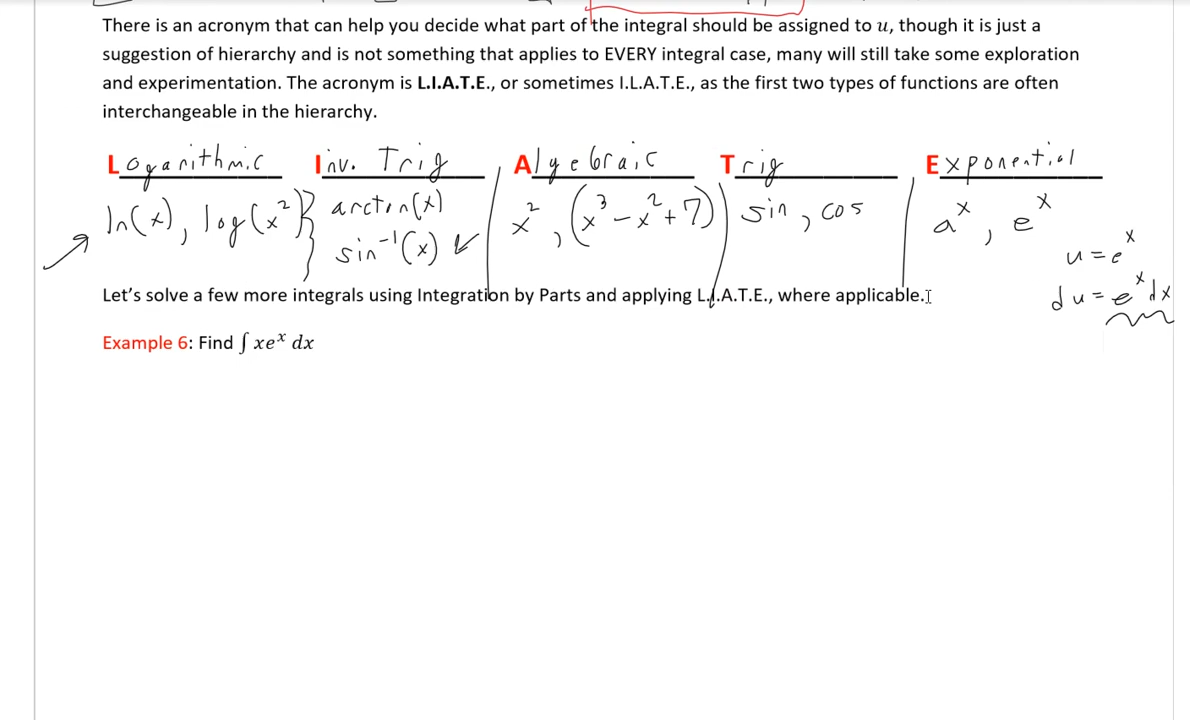 There is an acronym that can help you decide what part of the integral should be assigned to u, though it is just a
suggestion of hierarchy and is not something that applies to EVERY integral case, many will still take some exploration
and experimentation. The acronym is L.I.A.T.E., or sometimes I.L.A.T.E., as the first two types of functions are often
interchangeable in the hierarchy.
Logarithmic Inv. Trig , Algebraic Trig , Exponential
ln(x), log(x²) } arctan(x) x², (x³-x²+7) sin, cos aˣ, eˣ
sin⁻¹(x)
u = eˣ
du = eˣdx
Let's solve a few more integrals using Integration by Parts and applying L.I.A.T.E., where applicable.
Example 6: Find ∫ xeˣ dx